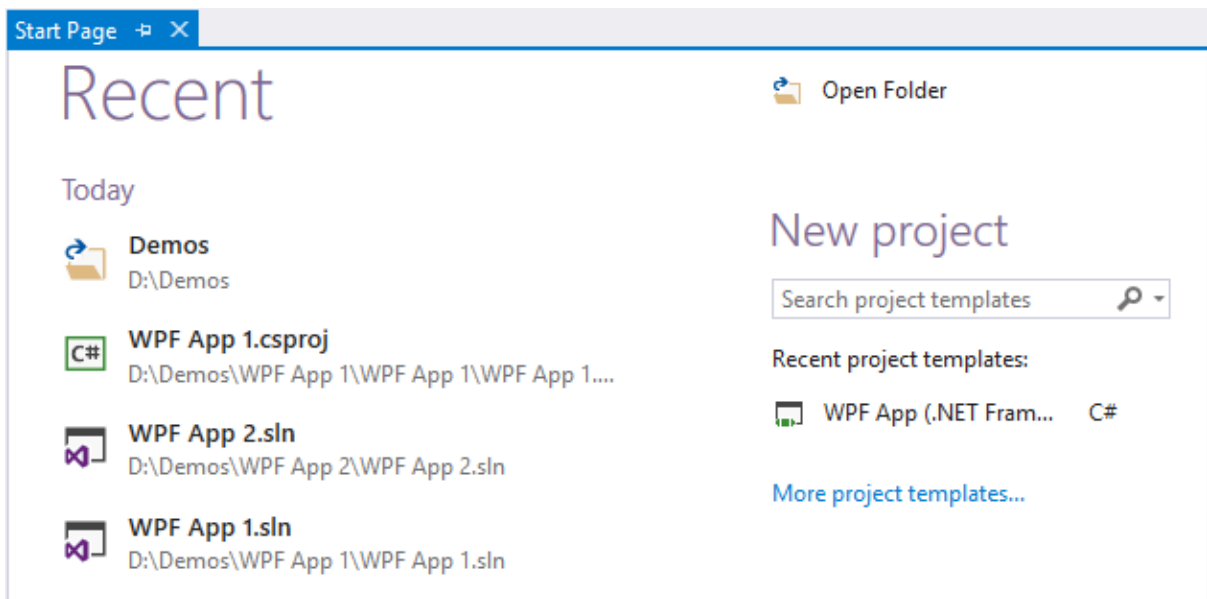 Start Page
Recent
Today
Demos
D:\Demos
C#
WPF App 1.csproj
D:\Demos\WPF App 1\WPF App 1\WPF App 1....
WPF App 2.sln
D:\Demos\WPF App 2\WPF App 2.sln
WPF App 1.sln
D:\Demos\WPF App 1\WPF App 1.sln
Open Folder
New project
Search project templates
Recent project templates:
WPF App (.NET Fram... C#
More project templates...